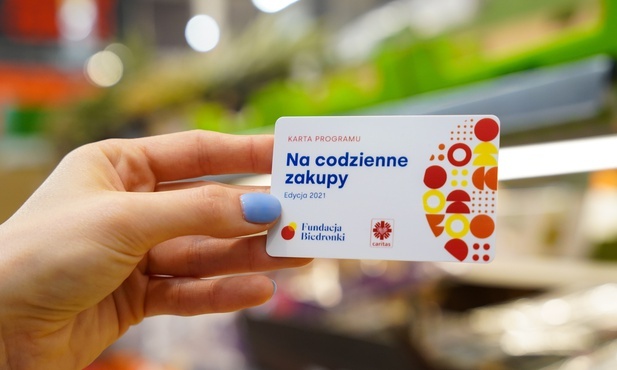 KARTA PROGRAMU
Na codzienne
zakupy
Edycja 2021
Fundacja
Biedronki
caritas